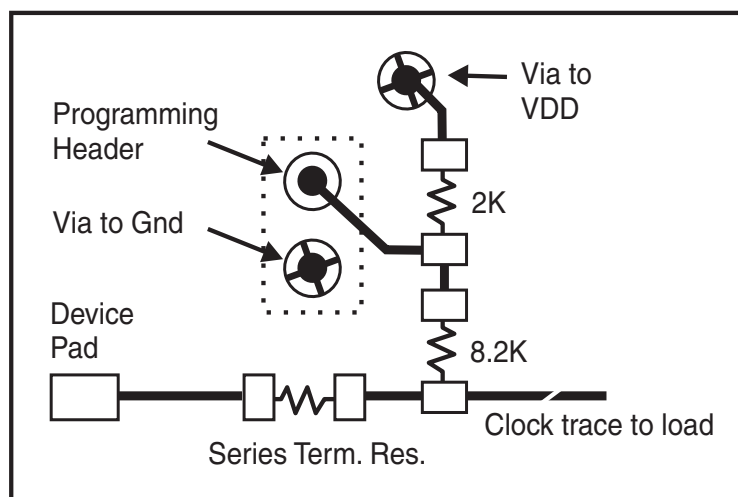 Via to
VDD
Programming
Header
2K
Via to Gnd
Device
Pad
8.2K
Clock trace to load
Series Term. Res.